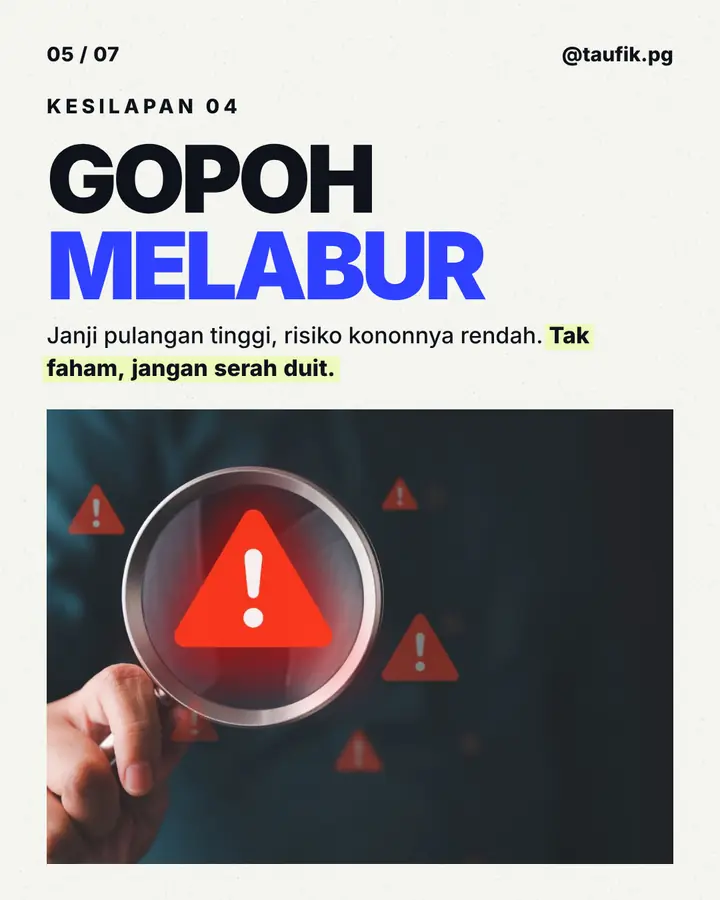 05 / 07
@taufik.pg
KESILAPAN 04
GOPOH
MELABUR
Janji pulangan tinggi, risiko kononnya rendah. Tak
faham, jangan serah duit.